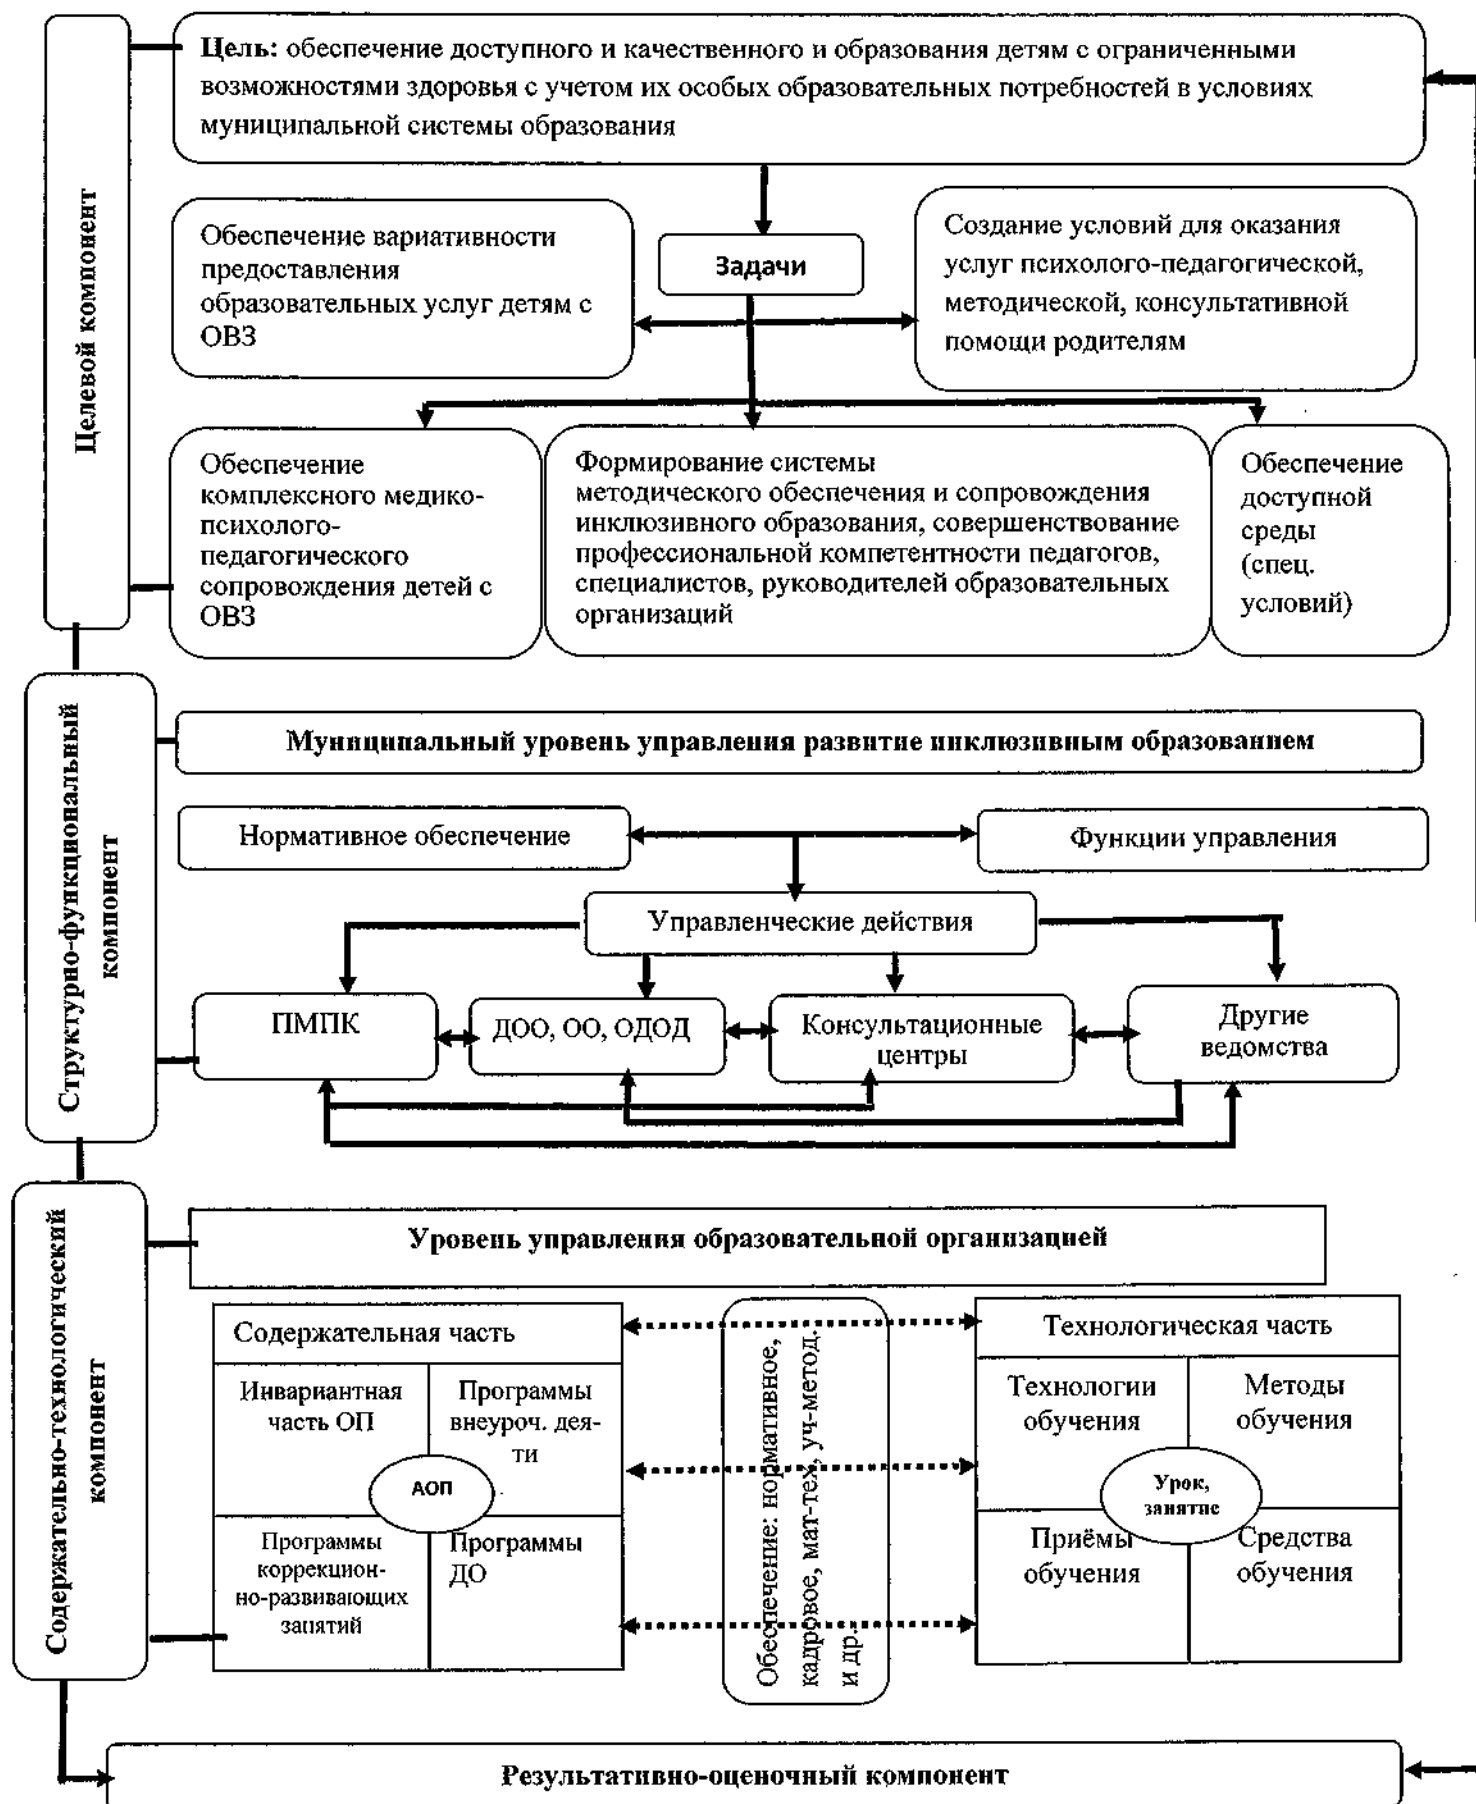 Целевой компонент
Цель: обеспечение доступного и качественного и образования детям с ограниченными
возможностями здоровья с учетом их особых образовательных потребностей в условиях
муниципальной системы образования
Задачи
Обеспечение вариативности
предоставления
образовательных услуг детям с
ОВЗ
Создание условий для оказания
услуг психолого-педагогической,
методической, консультативной
помощи родителям
Обеспечение
комплексного медико-
психолого-
педагогического
сопровождения детей с
ОВЗ
Формирование системы
методического обеспечения и сопровождения
инклюзивного образования, совершенствование
профессиональной компетентности педагогов,
специалистов, руководителей образовательных
организаций
Обеспечение
доступной
среды
(спец.
условий)
Структурно-функциональный
компонент
Муниципальный уровень управления развитие инклюзивным образованием
Нормативное обеспечение
Функции управления
Управленческие действия
ПМПК
ДОО, ОО, ОДОД
Консультационные
центры
Другие
ведомства
Содержательно-технологический
компонент
Уровень управления образовательной организацией
Содержательная часть
Инвариантная
часть ОП
Программы
внеуроч. дея-
ти
АОП
Программы
коррекцион-
но-развивающих
занятий
Программы
ДО
Обеспечение: нормативное,
кадровое, мат-тех, уч-метод.
и др.
Технологическая часть
Технологии
обучения
Методы
обучения
Урок,
занятие
Приёмы
обучения
Средства
обучения
Результативно-оценочный компонент